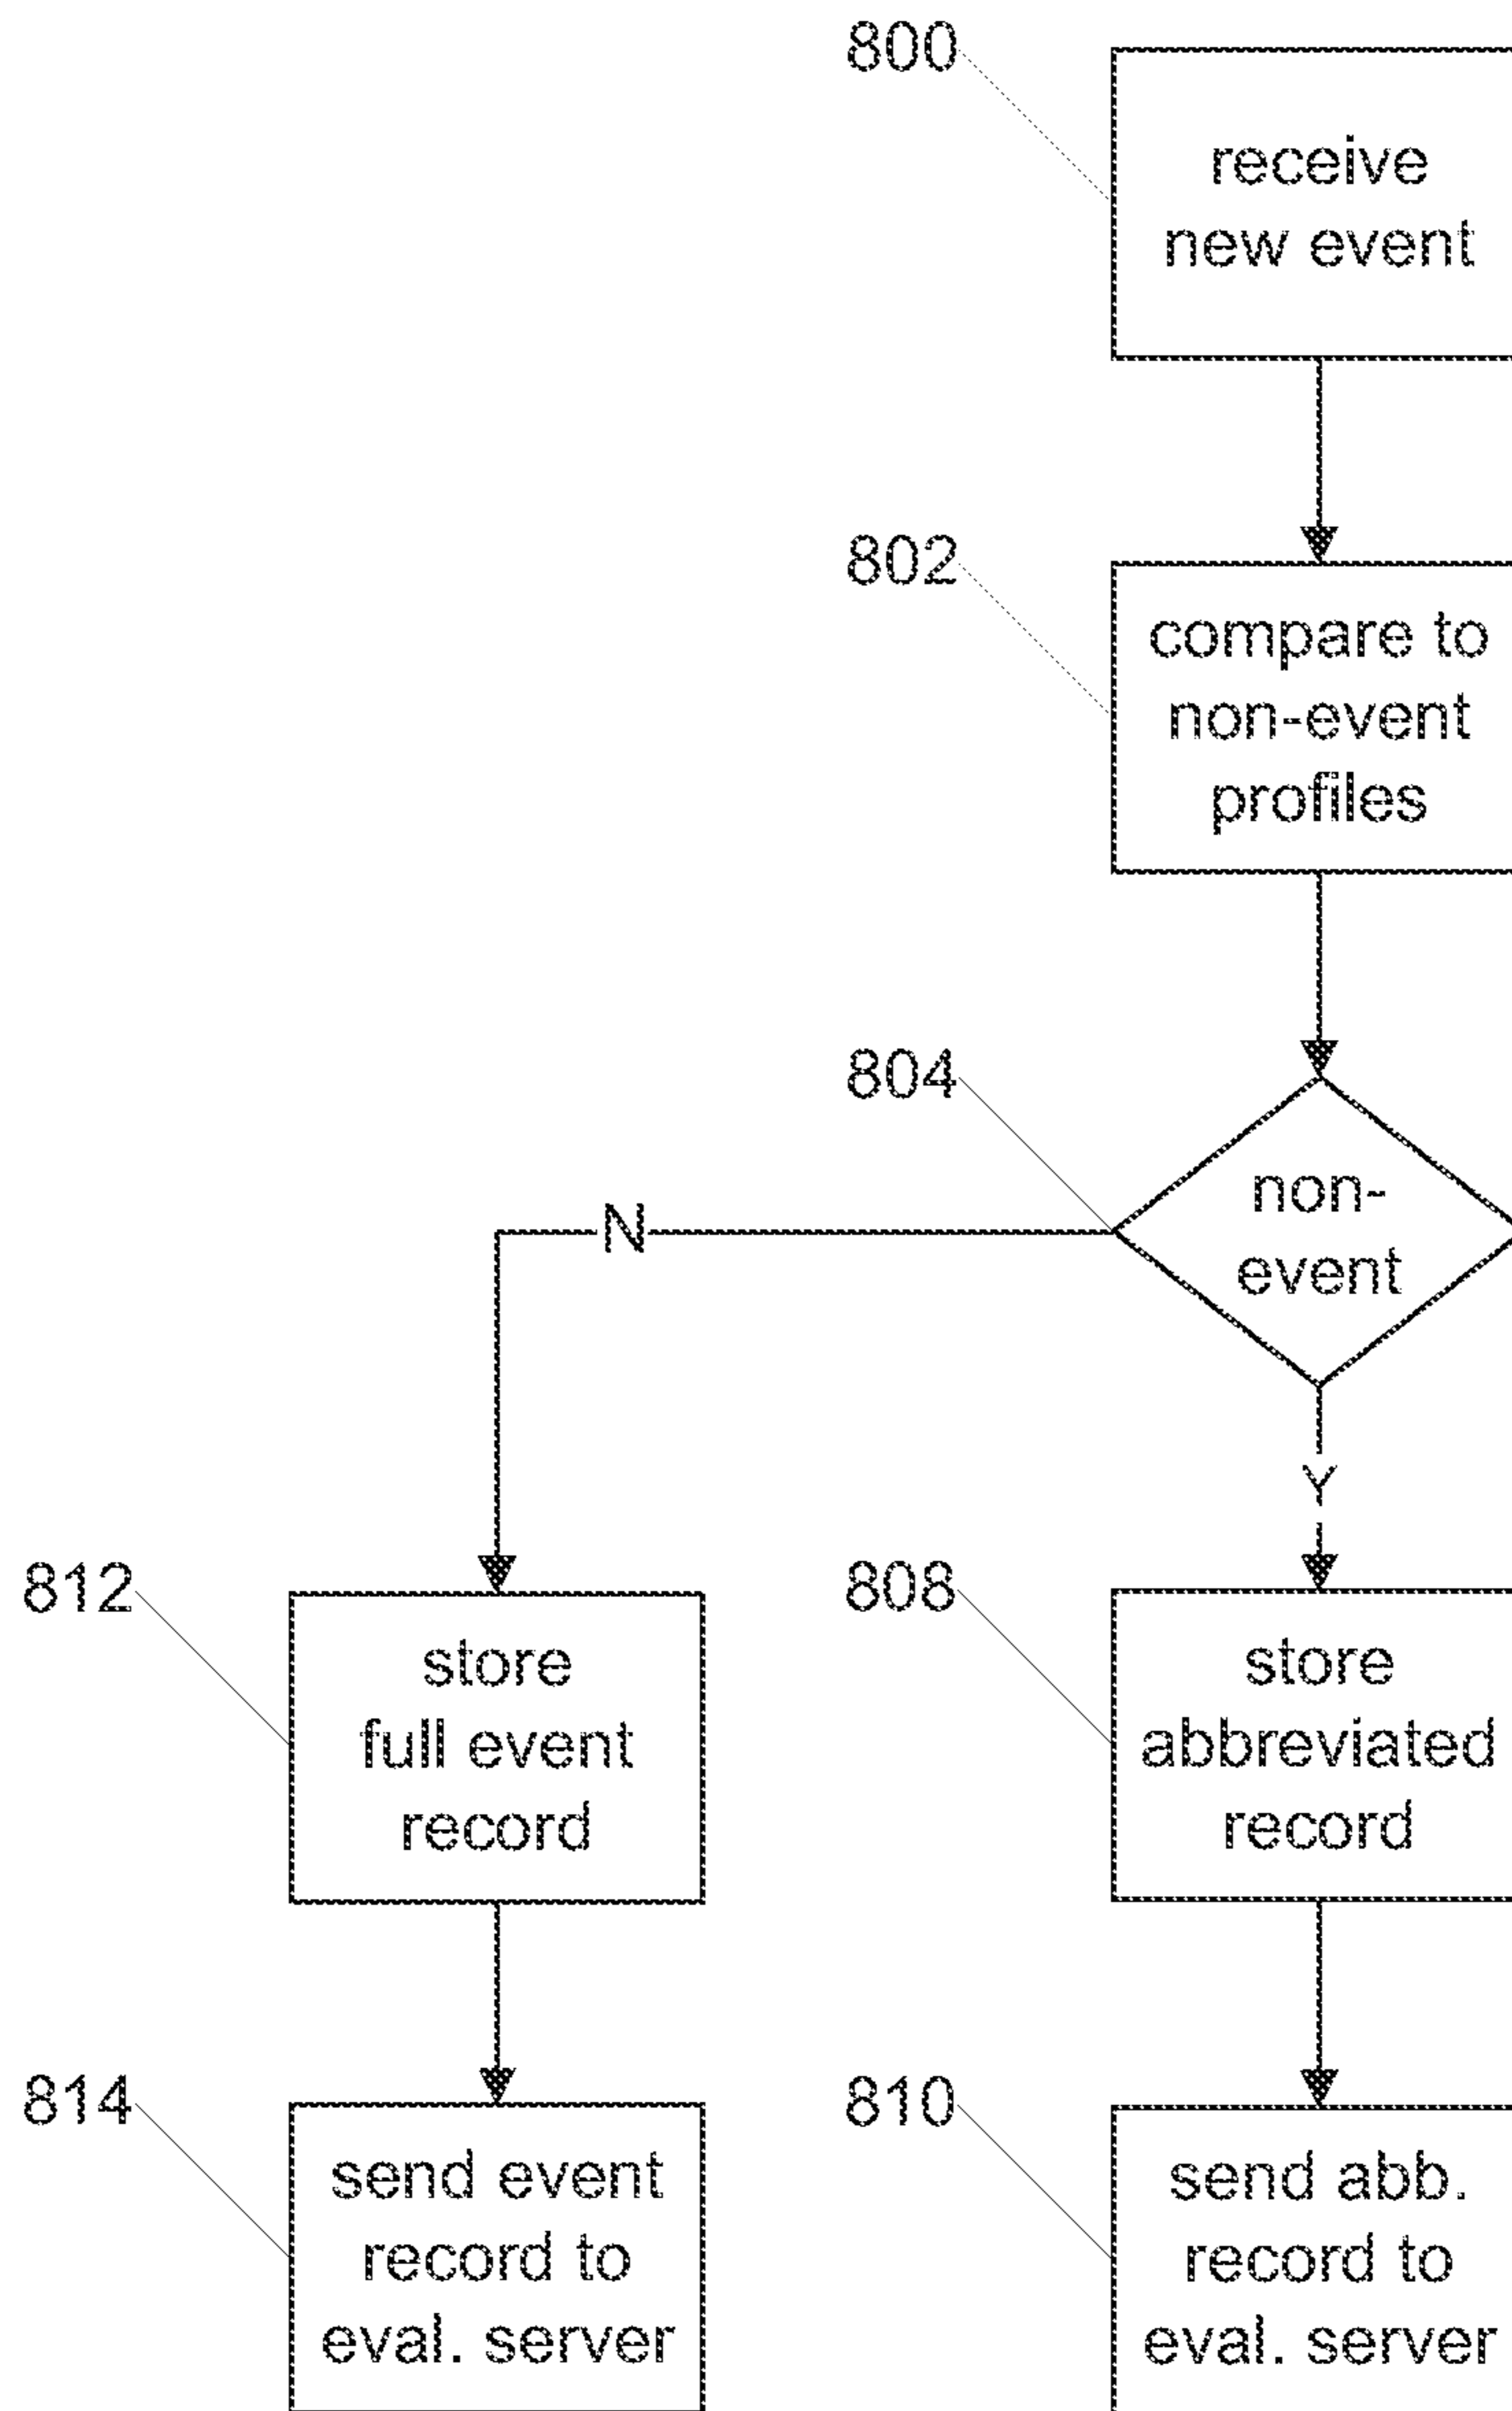 800
receive
new event
802
compare to
non-event
profiles
804
non-
event
N
Y
812
store
full event
record
808
store
abbreviated
record
814
send event
record to
eval. server
810
send abb.
record to
eval. server